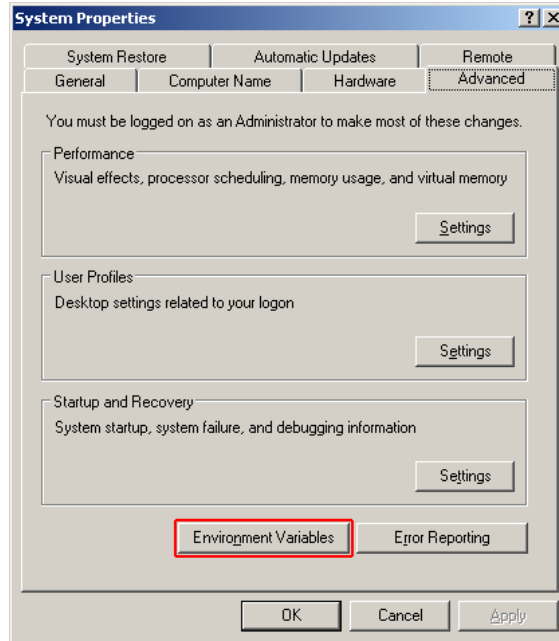 System Properties
System Restore Automatic Updates Remote
General Computer Name Hardware Advanced
You must be logged on as an Administrator to make most of these changes.
Performance
Visual effects, processor scheduling, memory usage, and virtual memory
Settings
User Profiles
Desktop settings related to your logon
Settings
Startup and Recovery
System startup, system failure, and debugging information
Settings
Environment Variables Error Reporting
OK Cancel Apply